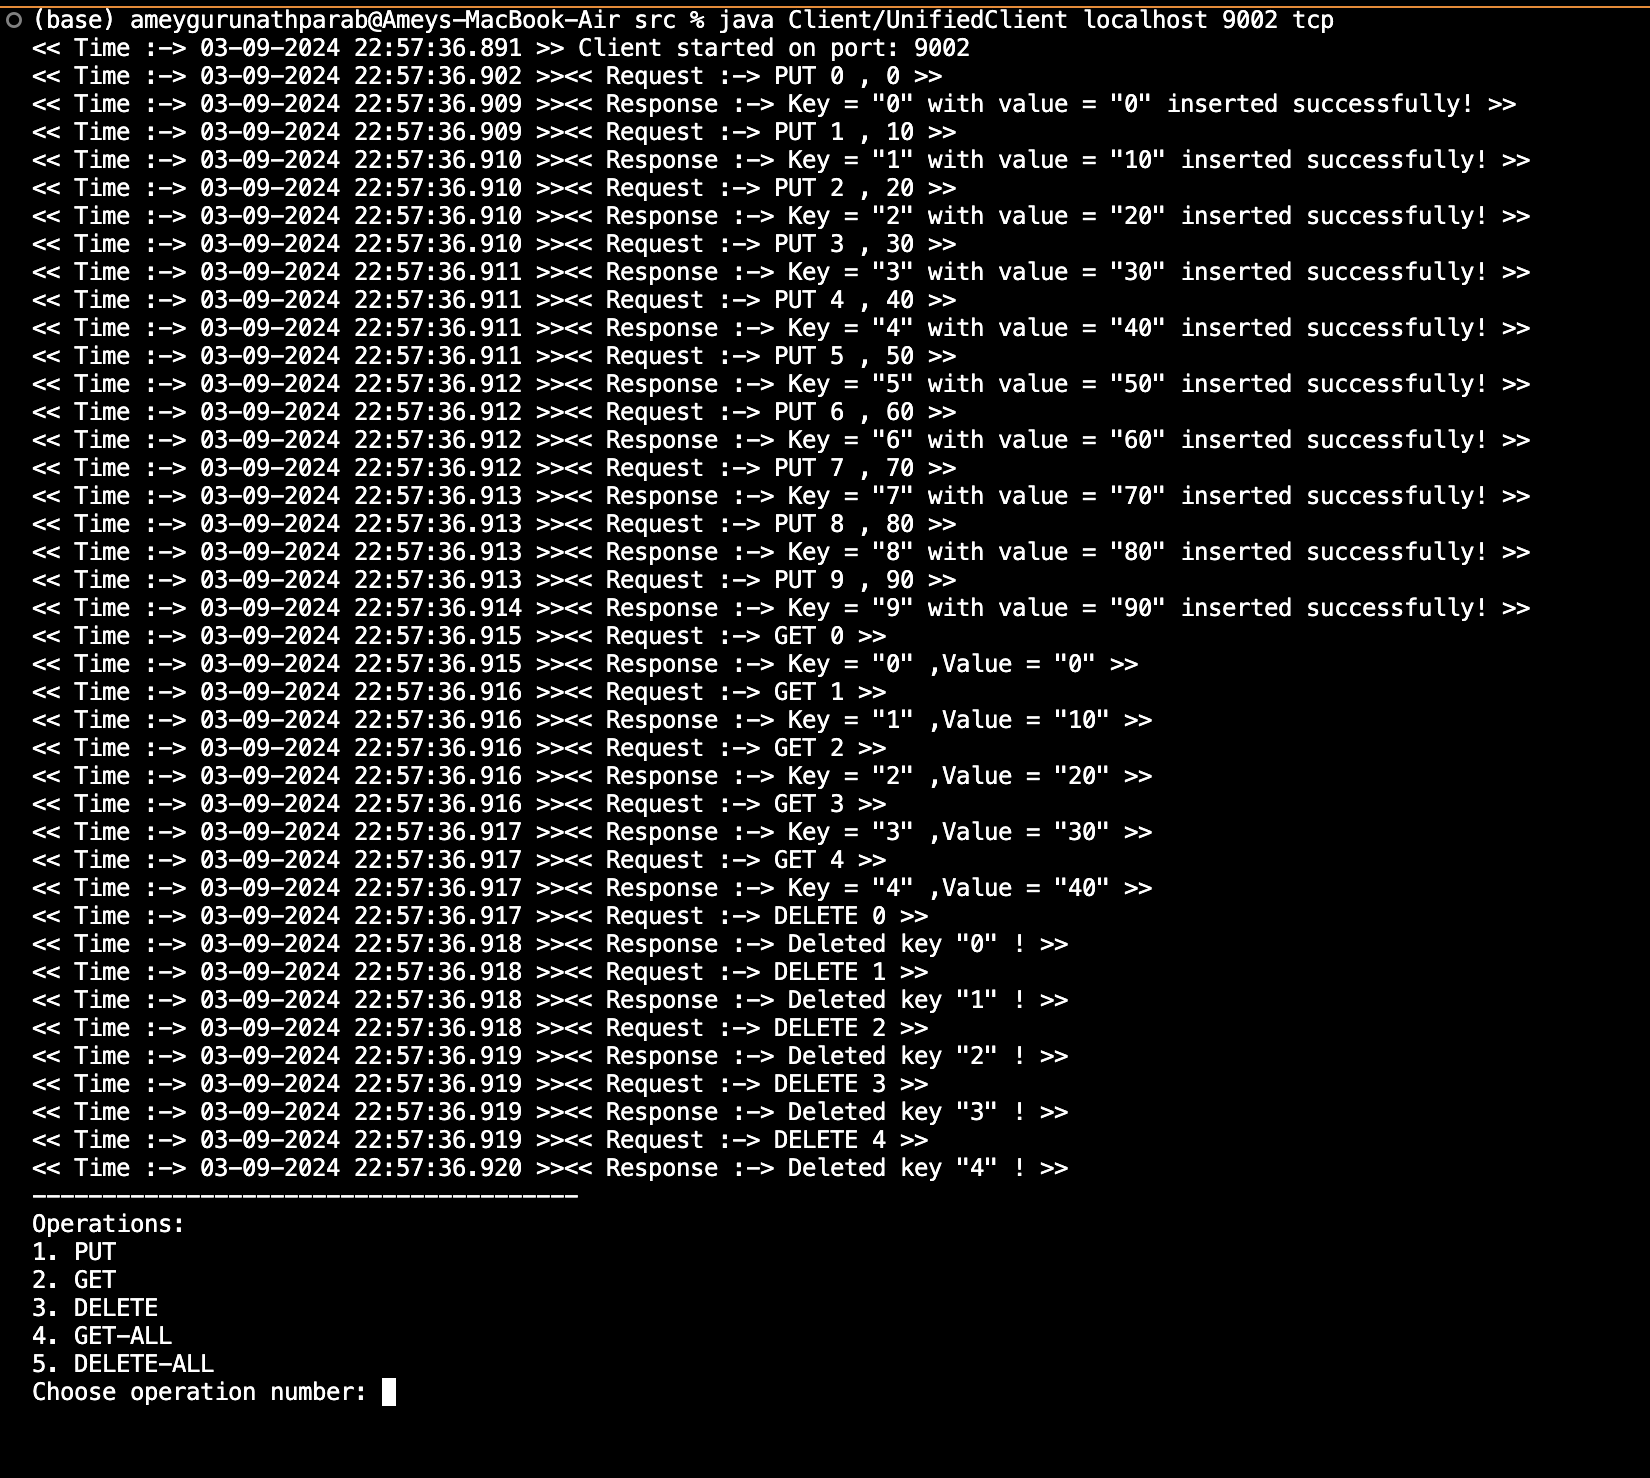 (base) ameygurunathparab@Ameys-MacBook-Air src % java Client/UnifiedClient localhost 9002 tcp
<< Time :-> 03-09-2024 22:57:36.891 >> Client started on port: 9002
<< Time :-> 03-09-2024 22:57:36.902 >><< Request :-> PUT 0 , 0 >>
<< Time :-> 03-09-2024 22:57:36.909 >><< Response :-> Key = "0" with value = "0" inserted successfully! >>
<< Time :-> 03-09-2024 22:57:36.909 >><< Request :-> PUT 1 , 10 >>
<< Time :-> 03-09-2024 22:57:36.910 >><< Response :-> Key = "1" with value = "10" inserted successfully! >>
<< Time :-> 03-09-2024 22:57:36.910 >><< Request :-> PUT 2 , 20 >>
<< Time :-> 03-09-2024 22:57:36.910 >><< Response :-> Key = "2" with value = "20" inserted successfully! >>
<< Time :-> 03-09-2024 22:57:36.910 >><< Request :-> PUT 3 , 30 >>
<< Time :-> 03-09-2024 22:57:36.911 >><< Response :-> Key = "3" with value = "30" inserted successfully! >>
<< Time :-> 03-09-2024 22:57:36.911 >><< Request :-> PUT 4 , 40 >>
<< Time :-> 03-09-2024 22:57:36.911 >><< Response :-> Key = "4" with value = "40" inserted successfully! >>
<< Time :-> 03-09-2024 22:57:36.911 >><< Request :-> PUT 5 , 50 >>
<< Time :-> 03-09-2024 22:57:36.912 >><< Response :-> Key = "5" with value = "50" inserted successfully! >>
<< Time :-> 03-09-2024 22:57:36.912 >><< Request :-> PUT 6 , 60 >>
<< Time :-> 03-09-2024 22:57:36.912 >><< Response :-> Key = "6" with value = "60" inserted successfully! >>
<< Time :-> 03-09-2024 22:57:36.912 >><< Request :-> PUT 7 , 70 >>
<< Time :-> 03-09-2024 22:57:36.913 >><< Response :-> Key = "7" with value = "70" inserted successfully! >>
<< Time :-> 03-09-2024 22:57:36.913 >><< Request :-> PUT 8 , 80 >>
<< Time :-> 03-09-2024 22:57:36.913 >><< Response :-> Key = "8" with value = "80" inserted successfully! >>
<< Time :-> 03-09-2024 22:57:36.913 >><< Request :-> PUT 9 , 90 >>
<< Time :-> 03-09-2024 22:57:36.914 >><< Response :-> Key = "9" with value = "90" inserted successfully! >>
<< Time :-> 03-09-2024 22:57:36.915 >><< Request :-> GET 0 >>
<< Time :-> 03-09-2024 22:57:36.915 >><< Response :-> Key = "0" ,Value = "0" >>
<< Time :-> 03-09-2024 22:57:36.916 >><< Request :-> GET 1 >>
<< Time :-> 03-09-2024 22:57:36.916 >><< Response :-> Key = "1" ,Value = "10" >>
<< Time :-> 03-09-2024 22:57:36.916 >><< Request :-> GET 2 >>
<< Time :-> 03-09-2024 22:57:36.916 >><< Response :-> Key = "2" ,Value = "20" >>
<< Time :-> 03-09-2024 22:57:36.916 >><< Request :-> GET 3 >>
<< Time :-> 03-09-2024 22:57:36.917 >><< Response :-> Key = "3" ,Value = "30" >>
<< Time :-> 03-09-2024 22:57:36.917 >><< Request :-> GET 4 >>
<< Time :-> 03-09-2024 22:57:36.917 >><< Response :-> Key = "4" ,Value = "40" >>
<< Time :-> 03-09-2024 22:57:36.917 >><< Request :-> DELETE 0 >>
<< Time :-> 03-09-2024 22:57:36.918 >><< Response :-> Deleted key "0" ! >>
<< Time :-> 03-09-2024 22:57:36.918 >><< Request :-> DELETE 1 >>
<< Time :-> 03-09-2024 22:57:36.918 >><< Response :-> Deleted key "1" ! >>
<< Time :-> 03-09-2024 22:57:36.918 >><< Request :-> DELETE 2 >>
<< Time :-> 03-09-2024 22:57:36.919 >><< Response :-> Deleted key "2" ! >>
<< Time :-> 03-09-2024 22:57:36.919 >><< Request :-> DELETE 3 >>
<< Time :-> 03-09-2024 22:57:36.919 >><< Response :-> Deleted key "3" ! >>
<< Time :-> 03-09-2024 22:57:36.919 >><< Request :-> DELETE 4 >>
<< Time :-> 03-09-2024 22:57:36.920 >><< Response :-> Deleted key "4" ! >>
---------------------------------------
Operations:
1. PUT
2. GET
3. DELETE
4. GET-ALL
5. DELETE-ALL
Choose operation number: